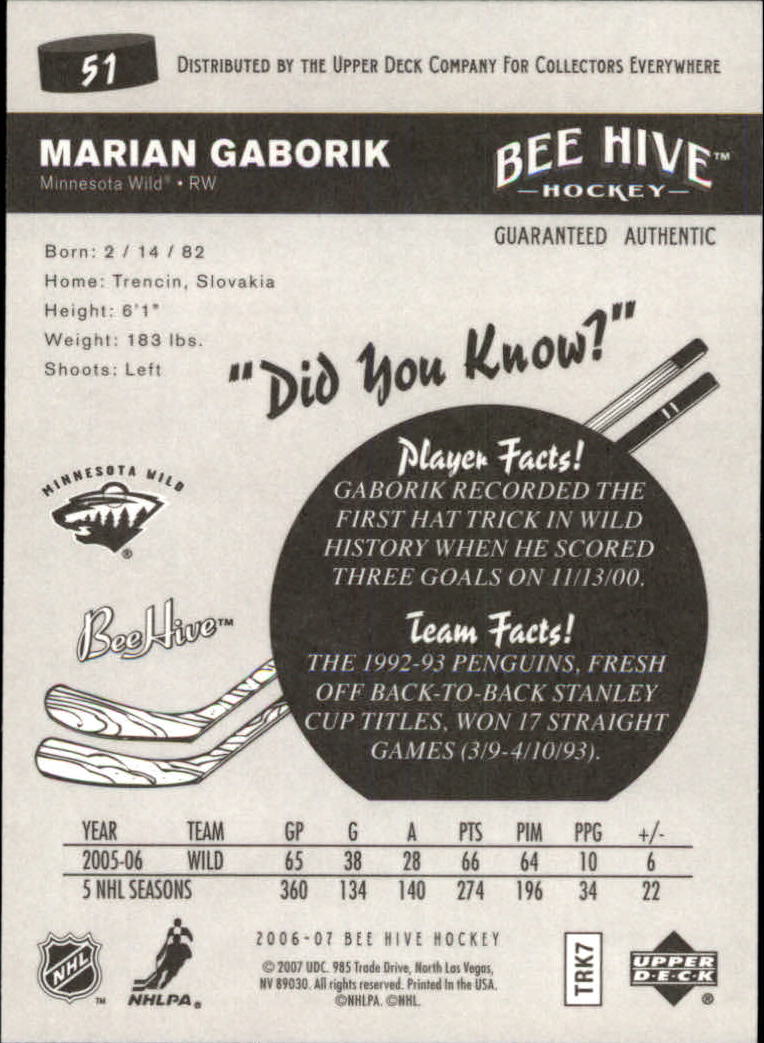 51
DISTRIBUTED BY THE UPPER DECK COMPANY FOR COLLECTORS EVERYWHERE
MARIAN GABORIK
Minnesota Wild® • RW
BEE HIVE™
HOCKEY
GUARANTEED AUTHENTIC
Born: 2 / 14 / 82
Home: Trencin, Slovakia
Height: 6'1"
Weight: 183 lbs.
Shoots: Left
"Did You Know?"
MINNESOTA WILD
®
Player Facts!
GABORIK RECORDED THE
FIRST HAT TRICK IN WILD
HISTORY WHEN HE SCORED
THREE GOALS ON 11/13/00.
Bee Hive™
Team Facts!
THE 1992-93 PENGUINS, FRESH
OFF BACK-TO-BACK STANLEY
CUP TITLES, WON 17 STRAIGHT
GAMES (3/9-4/10/93).
YEAR TEAM GP G A PTS PIM PPG +/-
2005-06 WILD 65 38 28 66 64 10 6
5 NHL SEASONS 360 134 140 274 196 34 22
NHL ™
NHLPA®
2006-07 BEE HIVE HOCKEY
© 2007 UDC. 985 Trade Drive, North Las Vegas,
NV 89030. All rights reserved. Printed In the USA.
©NHLPA. ©NHL.
TRK7
UPPER
D·E·C·K
®